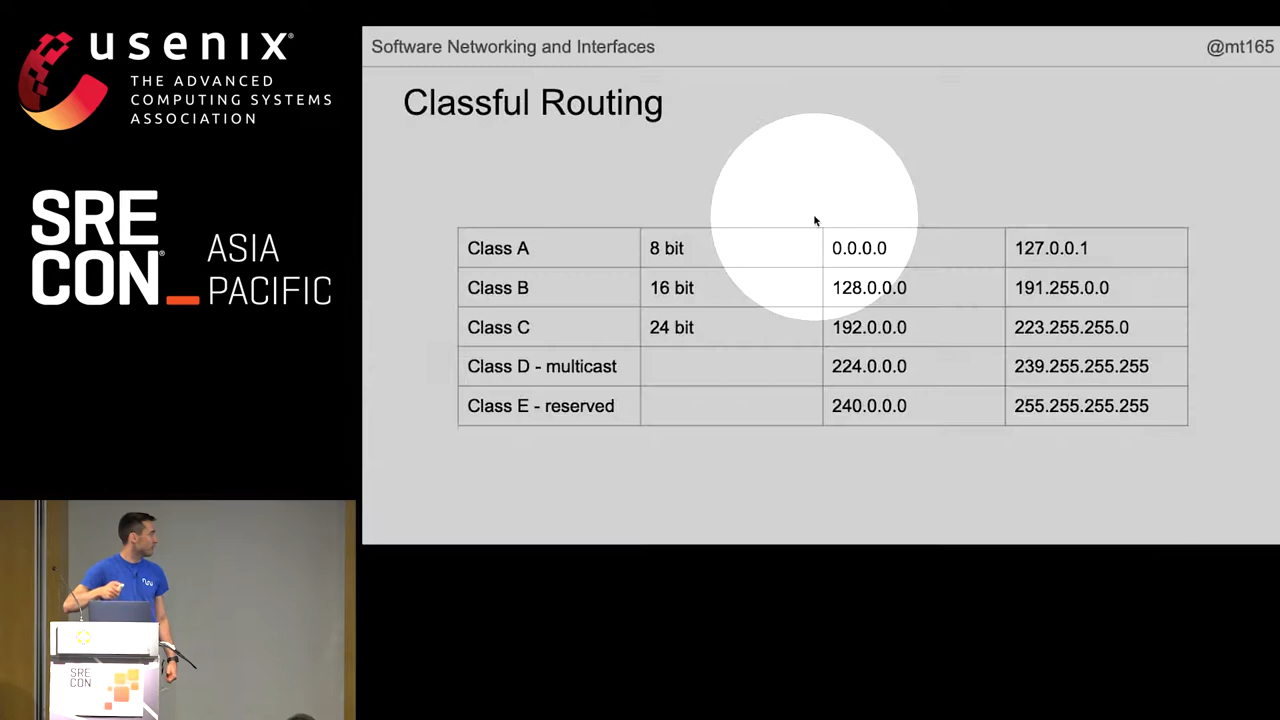 usenix®
THE ADVANCED
COMPUTING SYSTEMS
ASSOCIATION
SRE
CON®
ASIA
PACIFIC
Software Networking and Interfaces @mt165
Classful Routing
Class A 8 bit 0.0.0.0 127.0.0.1
Class B 16 bit 128.0.0.0 191.255.0.0
Class C 24 bit 192.0.0.0 223.255.255.0
Class D - multicast 224.0.0.0 239.255.255.255
Class E - reserved 240.0.0.0 255.255.255.255
SRE
CON